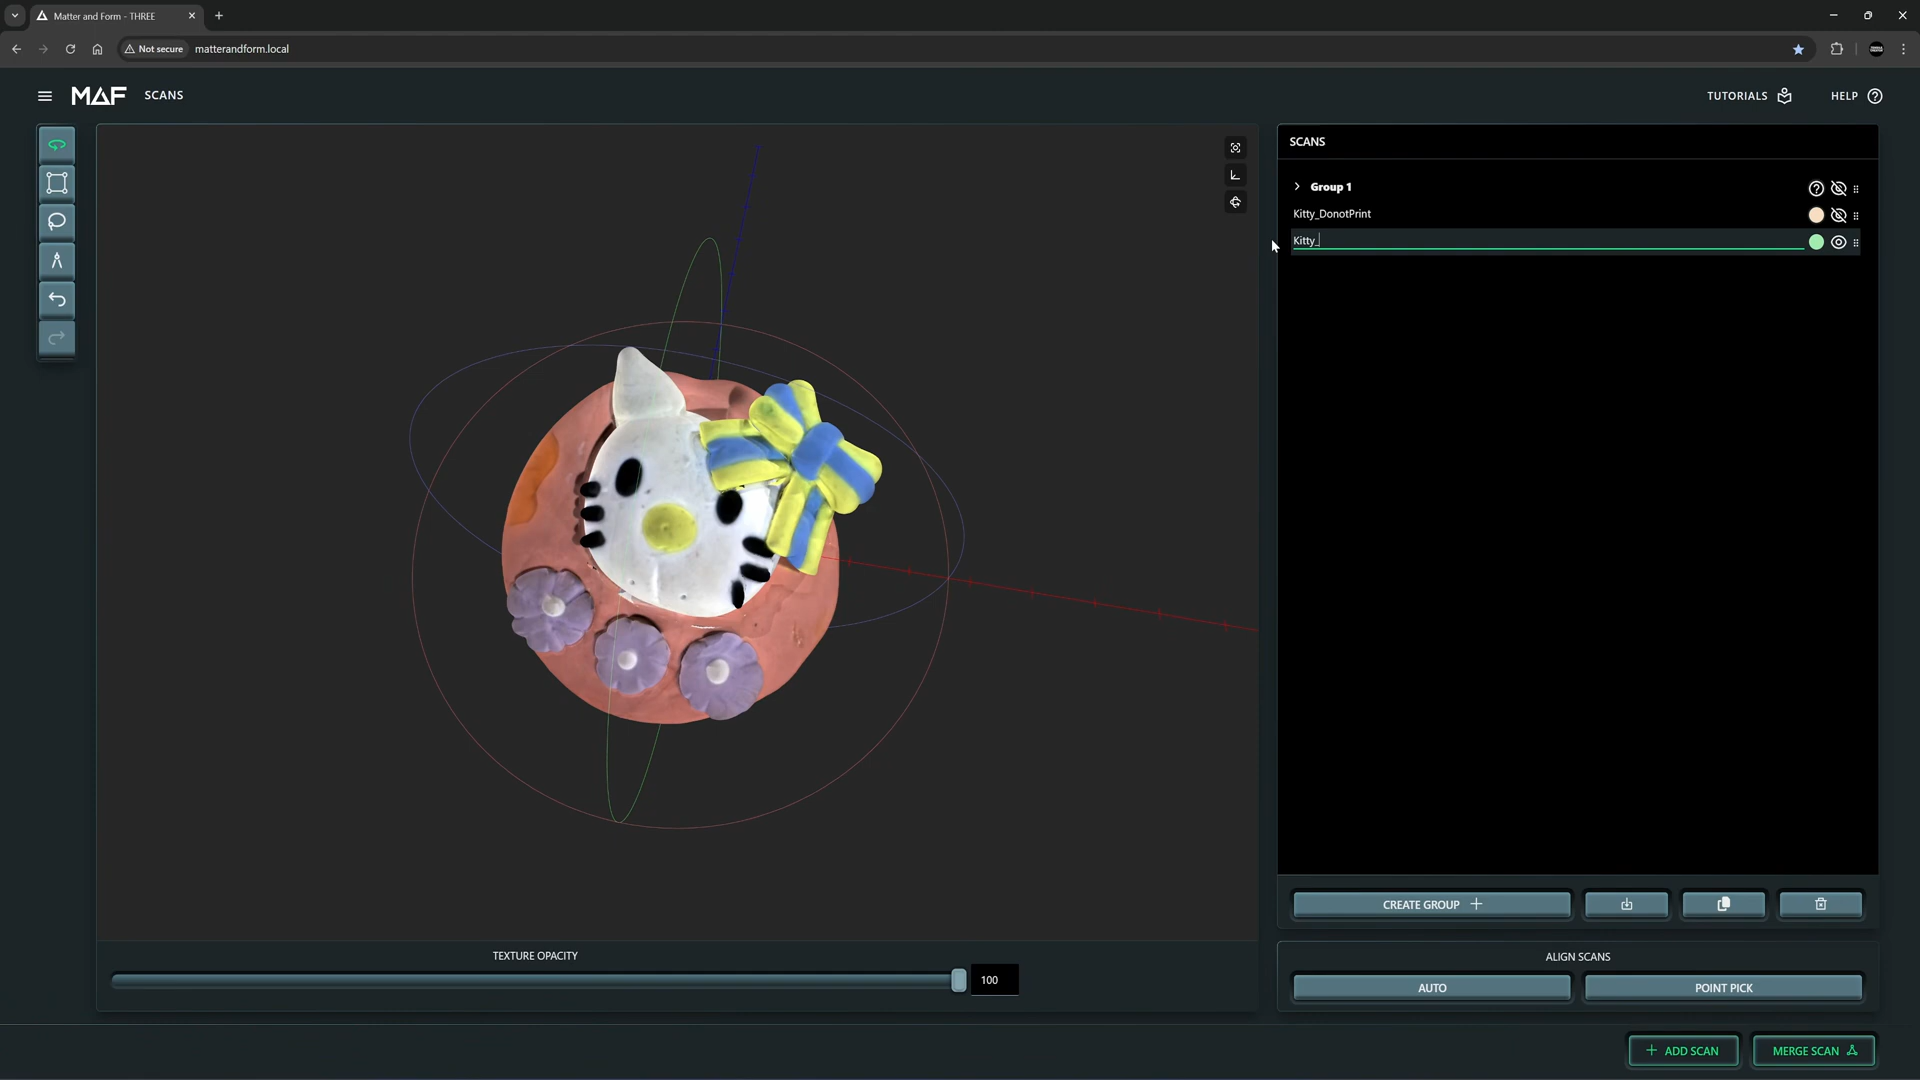 Matter and Form - THREE
Not secure
matterandform.local
MAF
SCANS
TUTORIALS
HELP
SCANS
Group 1
Kitty_DonotPrint
Kitty_
CREATE GROUP
TEXTURE OPACITY
100
ALIGN SCANS
AUTO
POINT PICK
ADD SCAN
MERGE SCAN